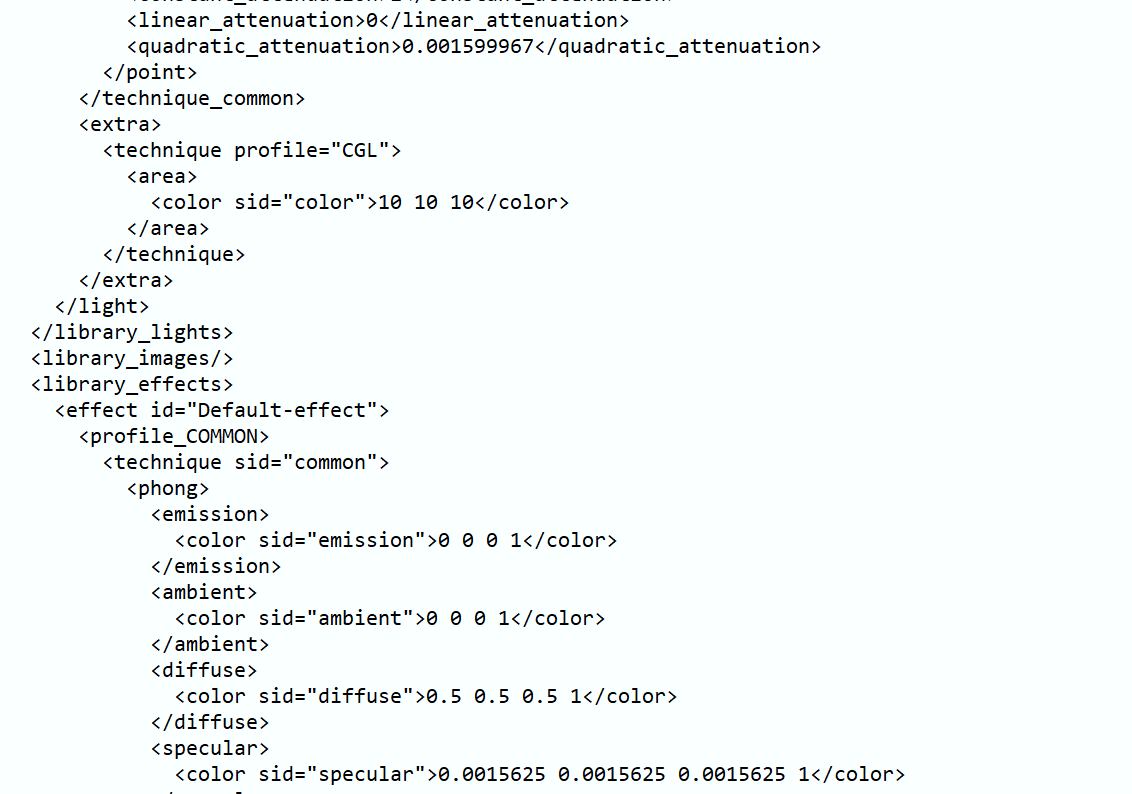 <linear_attenuation>0</linear_attenuation>
<quadratic_attenuation>0.001599967</quadratic_attenuation>
</point>
</technique_common>
<extra>
<technique profile="CGL">
<area>
<color sid="color">10 10 10</color>
</area>
</technique>
</extra>
</light>
</library_lights>
<library_images/>
<library_effects>
<effect id="Default-effect">
<profile_COMMON>
<technique sid="common">
<phong>
<emission>
<color sid="emission">0 0 0 1</color>
</emission>
<ambient>
<color sid="ambient">0 0 0 1</color>
</ambient>
<diffuse>
<color sid="diffuse">0.5 0.5 0.5 1</color>
</diffuse>
<specular>
<color sid="specular">0.0015625 0.0015625 0.0015625 1</color>